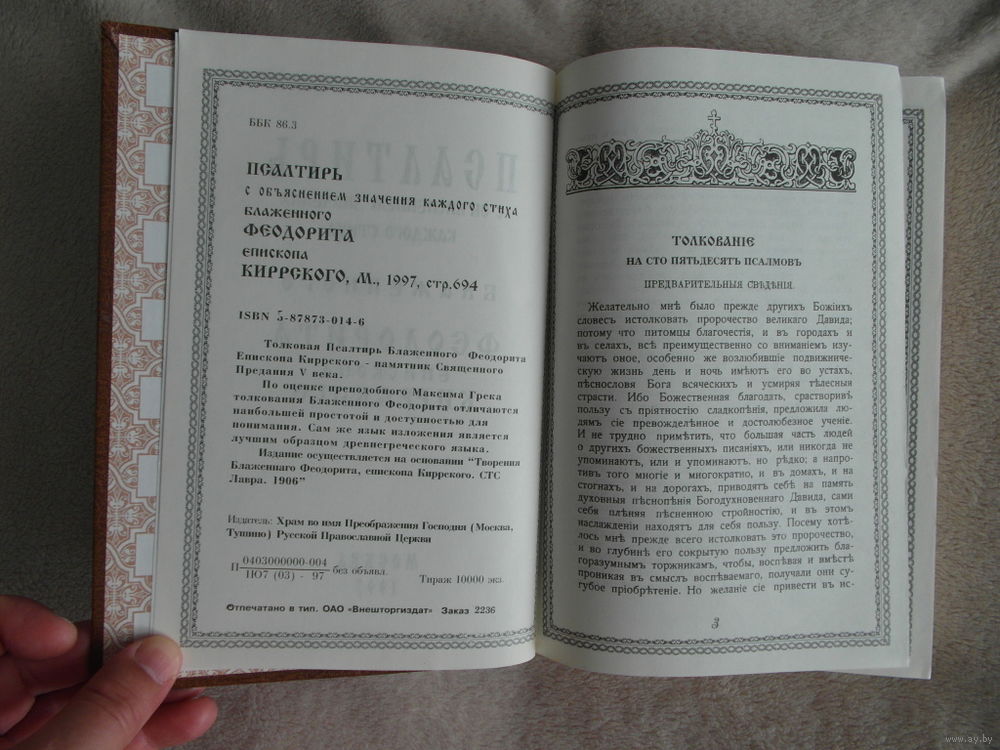 ББК 86.3
ПСАЛТИРЬ
С ОБЪЯСНЕНИЕМ ЗНАЧЕНИЯ КАЖДОГО СТИХА
БЛАЖЕННОГО
ФЕОДОРИТА
ЕПИСКОПА
КИРРСКОГО, М., 1997, стр.694
ISBN 5-87873-014-6
Толковая Псалтирь Блаженного Феодорита
Епископа Киррского - памятник Священного
Предания V века.
По оценке преподобного Максима Грека
толкования Блаженного Феодорита отличаются
наибольшей простотой и доступностью для
понимания. Сам же язык изложения является
лучшим образцом древнегреческого языка.
Издание осуществляется на основании "Творения
Блаженнаго Феодорита, епископа Киррского. СТС
Лавра. 1906"
Издатель: Храм во имя Преображения Господня (Москва,
Тушино) Русской Православной Церкви
П 0403000000-004
ПО7 (03) - 97 без объявл. Тираж 10000 экз.
Отпечатано в тип. ОАО «Внешторгиздат» Заказ 2236
ТОЛКОВАНІЕ
НА СТО ПЯТЬДЕСЯТЪ ПСАЛМОВЪ
ПРЕДВАРИТЕЛЬНЫЯ СВѢДѢНІЯ.
Желательно мнѣ было прежде другихъ Божіихъ
словесъ истолковать пророчество великаго Давида;
потому что питомцы благочестія, и въ городахъ и
въ селахъ, всѣ преимущественно со вниманіемъ изу-
чаютъ оное, особенно же возлюбившіе подвижниче-
скую жизнь день и ночь имѣютъ его во устахъ,
пѣснословя Бога всяческихъ и усмиряя тѣлесныя
страсти. Ибо Божественная благодать, срастворивъ
пользу съ пріятностію сладкопѣнія, предложила лю-
дямъ сіе превожделѣнное и достолюбезное ученіе.
И не трудно примѣтить, что большая часть людей
о другихъ божественныхъ писаніяхъ, или никогда не
упоминаютъ, или и упоминаютъ, но рѣдко; а напро-
тивъ того многіе и многократно, и въ домахъ, и на
стогнахъ, и на дорогахъ, приводятъ себѣ на память
духовныя пѣснопѣнія Богодухновеннаго Давида, сами
себя плѣняя пѣсненною стройностію, и въ этомъ
наслажденіи находятъ для себя пользу. Посему хотѣ-
лось мнѣ прежде всего истолковать это пророчество,
и во глубинѣ его сокрытую пользу предложить бла-
горазумнымъ торжникамъ, чтобы, воспѣвая и вмѣстѣ
проникая въ смыслъ воспѣваемаго, получали они су-
губое пріобрѣтеніе. Но желаніе сіе привести въ ис-
3
www.ay.by